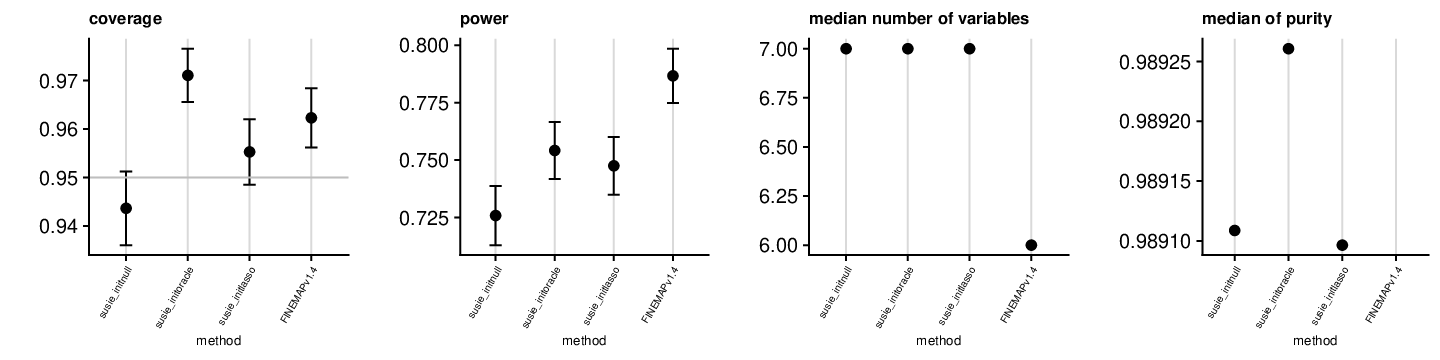 coverage
0.97
0.96
0.95
0.94
susie_initnull
susie_initoracle
susie_initlasso
FINEMAPv1.4
method
power
0.800
0.775
0.750
0.725
susie_initnull
susie_initoracle
susie_initlasso
FINEMAPv1.4
method
median number of variables
7.00
6.75
6.50
6.25
6.00
susie_initnull
susie_initoracle
susie_initlasso
FINEMAPv1.4
method
median of purity
0.98925
0.98920
0.98915
0.98910
susie_initnull
susie_initoracle
susie_initlasso
FINEMAPv1.4
method